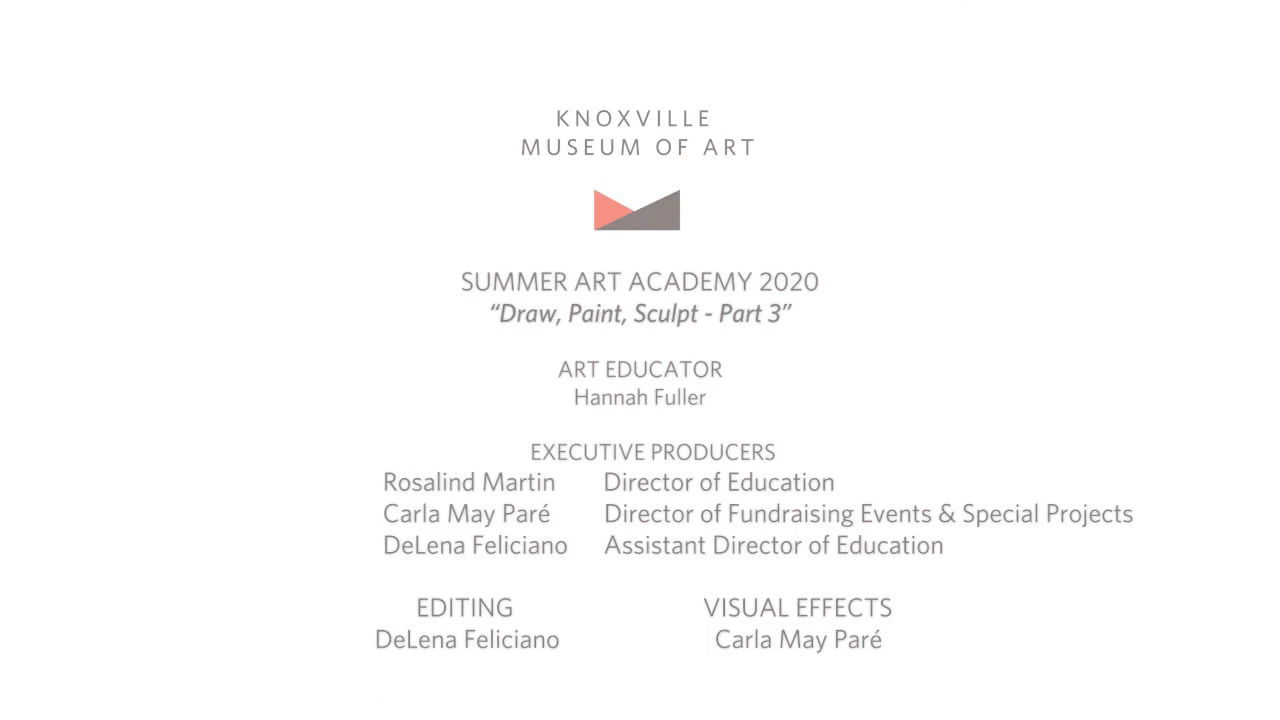 KNOXVILLE
MUSEUM OF ART
SUMMER ART ACADEMY 2020
“Draw, Paint, Sculpt - Part 3”
ART EDUCATOR
Hannah Fuller
EXECUTIVE PRODUCERS
Rosalind Martin Director of Education
Carla May Paré Director of Fundraising Events & Special Projects
DeLena Feliciano Assistant Director of Education
EDITING VISUAL EFFECTS
DeLena Feliciano Carla May Paré